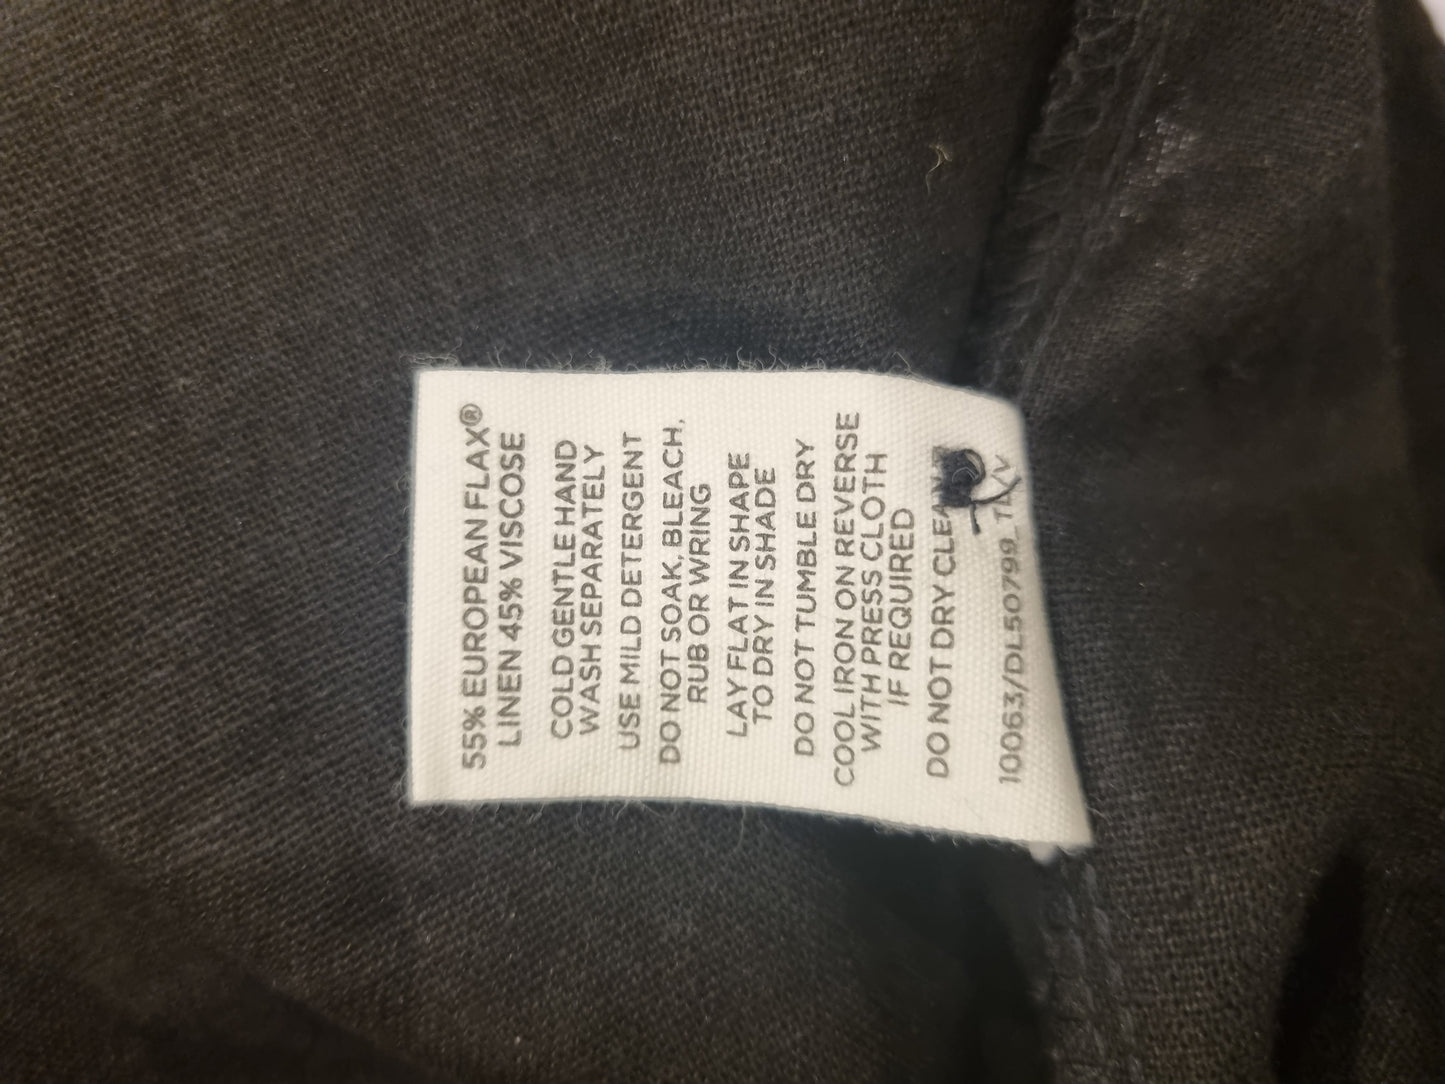 55% EUROPEAN FLAX®
LINEN 45% VISCOSE
COLD GENTLE HAND
WASH SEPARATELY
USE MILD DETERGENT
DO NOT SOAK, BLEACH,
RUB OR WRING
LAY FLAT IN SHAPE
TO DRY IN SHADE
DO NOT TUMBLE DRY
COOL IRON ON REVERSE
WITH PRESS CLOTH
IF REQUIRED
DO NOT DRY CLEA
10063/DL50799_